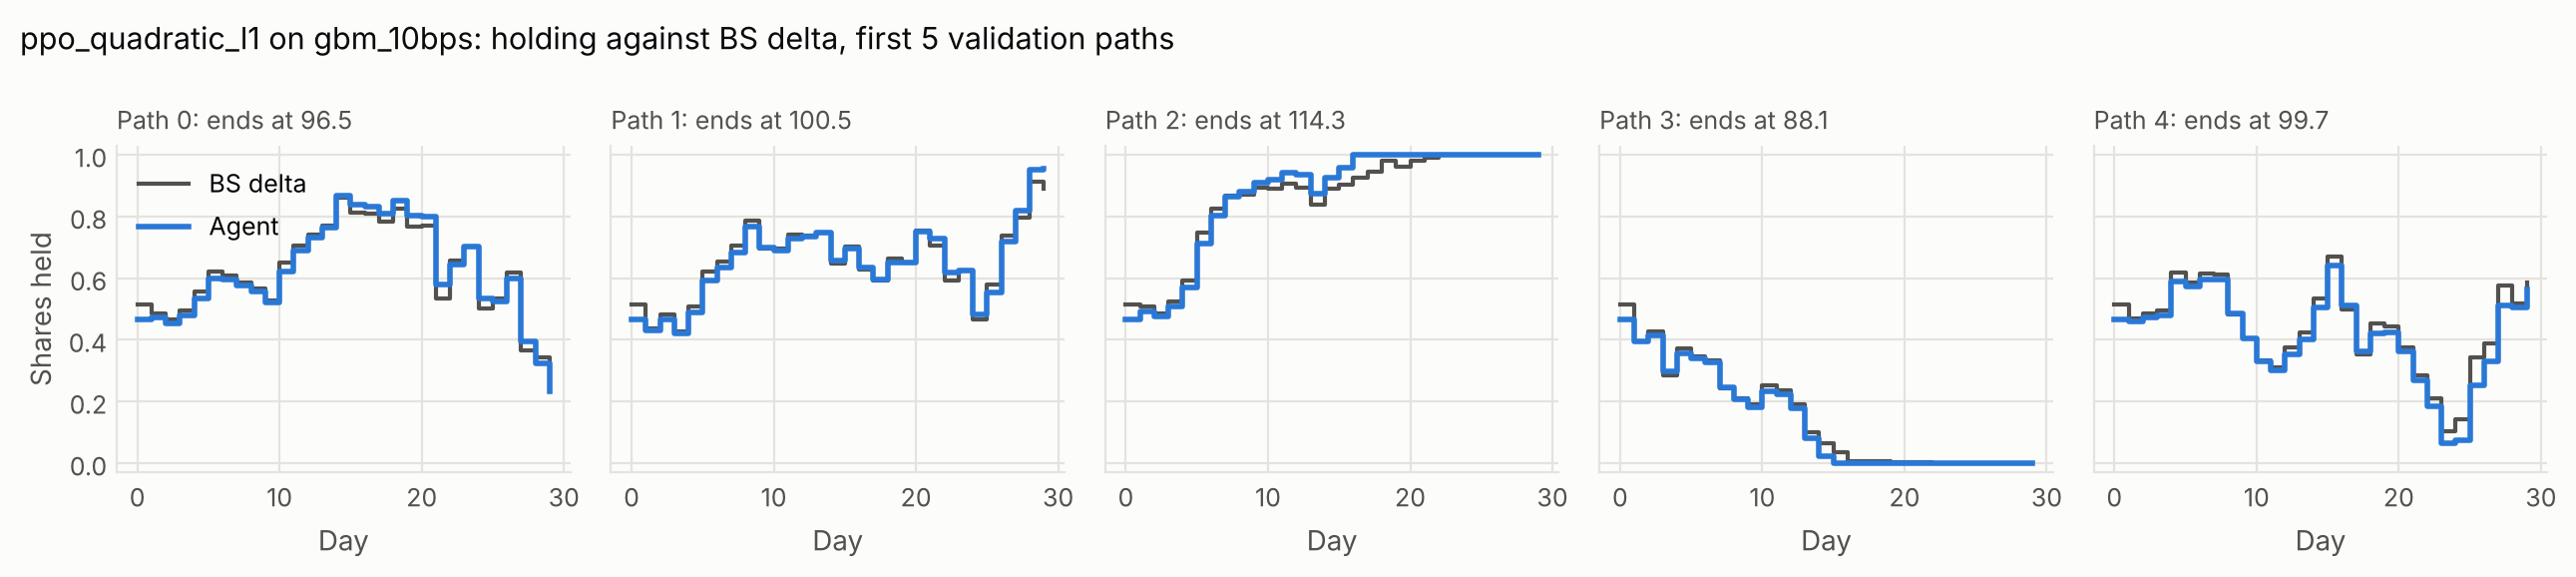 ppo_quadratic_l1 on gbm_10bps: holding against BS delta, first 5 validation paths
Path 0: ends at 96.5
Path 1: ends at 100.5
Path 2: ends at 114.3
Path 3: ends at 88.1
Path 4: ends at 99.7
Shares held
1.0
0.8
0.6
0.4
0.2
0.0
BS delta
Agent
0 10 20 30
0 10 20 30
0 10 20 30
0 10 20 30
0 10 20 30
Day
Day
Day
Day
Day